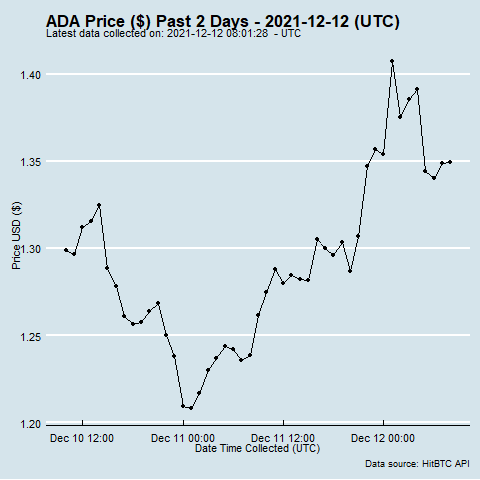 ADA Price ($) Past 2 Days - 2021-12-12 (UTC)
Latest data collected on: 2021-12-12 08:01:28 - UTC
1.40
1.35
1.30
1.25
1.20
Price USD ($)
Dec 10 12:00 Dec 11 00:00 Dec 11 12:00 Dec 12 00:00
Date Time Collected (UTC)
Data source: HitBTC API